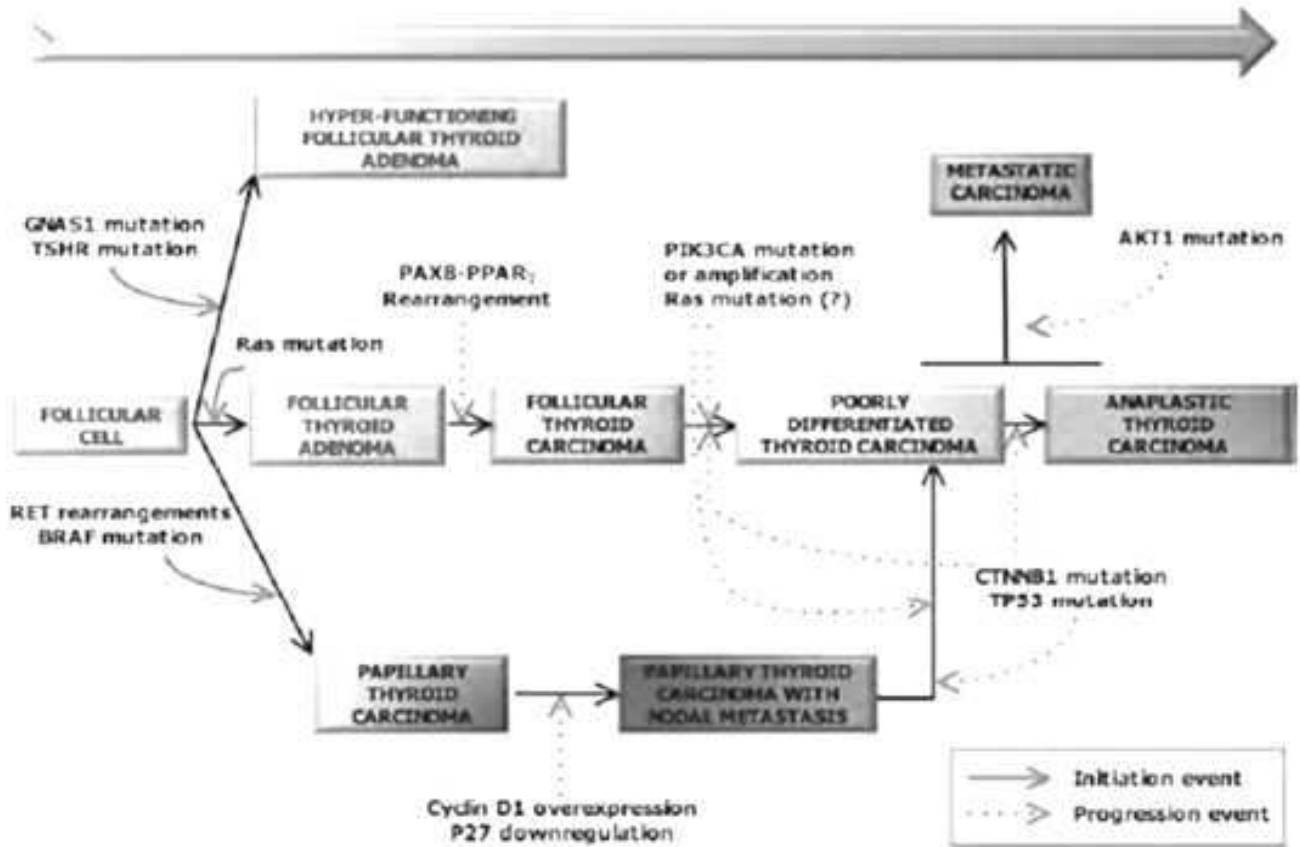 HYPER-FUNCTIONING
FOLLICULAR THYROID
ADENOMA
METASTATIC
CARCINOMA
GNAS1 mutation
TSHR mutation
AKT1 mutation
PIK3CA mutation
or amplification
Ras mutation (?)
PAX8-PPARγ
Rearrangement
Ras mutation
FOLLICULAR
CELL
FOLLICULAR
THYROID
ADENOMA
FOLLICULAR
THYROID
CARCINOMA
POORLY
DIFFERENTIATED
THYROID CARCINOMA
ANAPLASTIC
THYROID
CARCINOMA
RET rearrangements
BRAF mutation
CTNNB1 mutation
TP53 mutation
PAPILLARY
THYROID
CARCINOMA
PAPILLARY THYROID
CARCINOMA WITH
NODAL METASTASIS
Initiation event
Progression event
Cyclin D1 overexpression
P27 downregulation